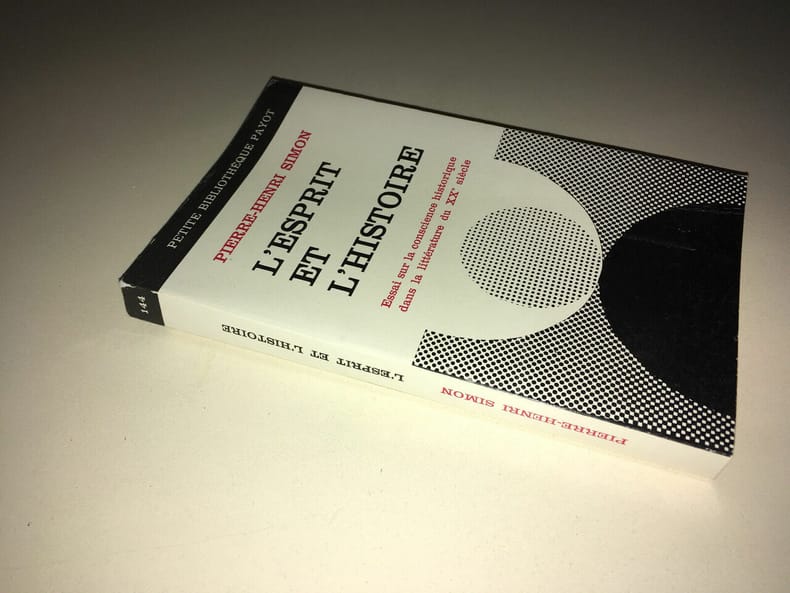 PETITE BIBLIOTHÈQUE PAYOT
PIERRE-HENRI SIMON
L'ESPRIT
ET
L'HISTOIRE
Essai sur la conscience historique
dans la littérature du XXe siècle
144
L'ESPRIT ET L'HISTOIRE
PIERRE-HENRI SIMON